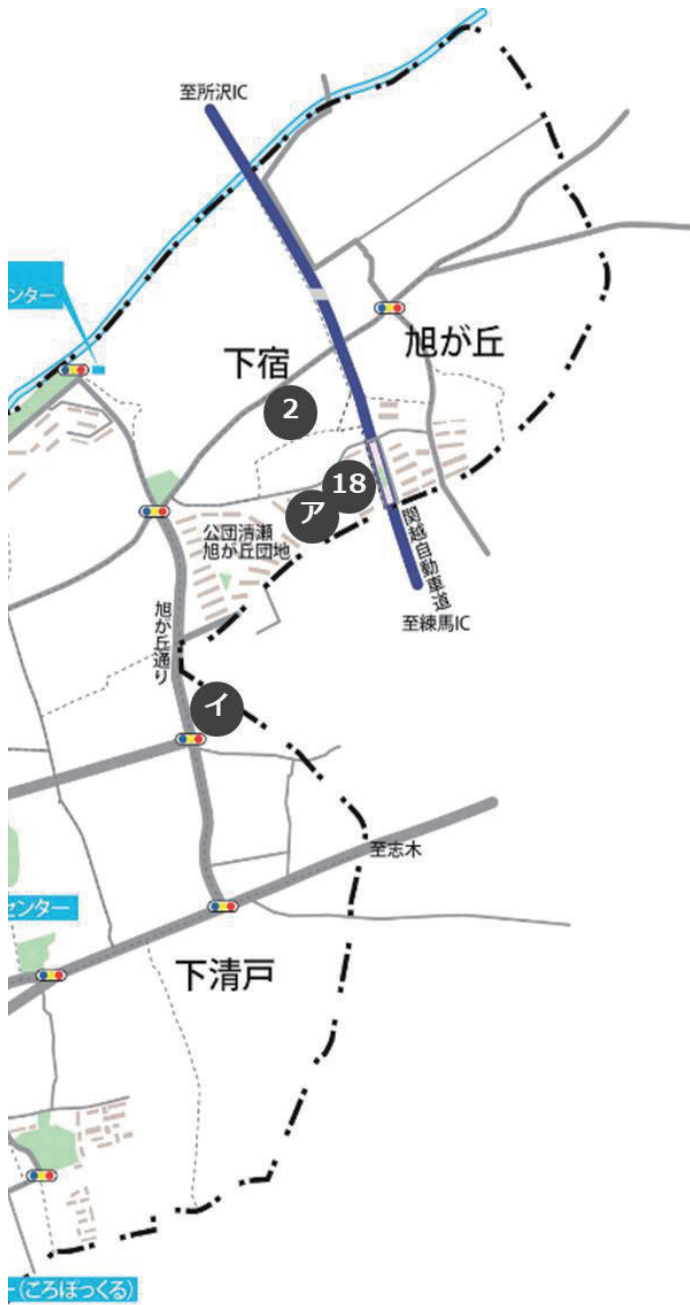 至所沢IC
ンター
下宿
旭が丘
2
18
ア
公団清瀬
旭が丘団地
関越自動車道
至練馬IC
旭が丘通り
イ
至志木
センター
下清戸
ー(ころぽっくる)